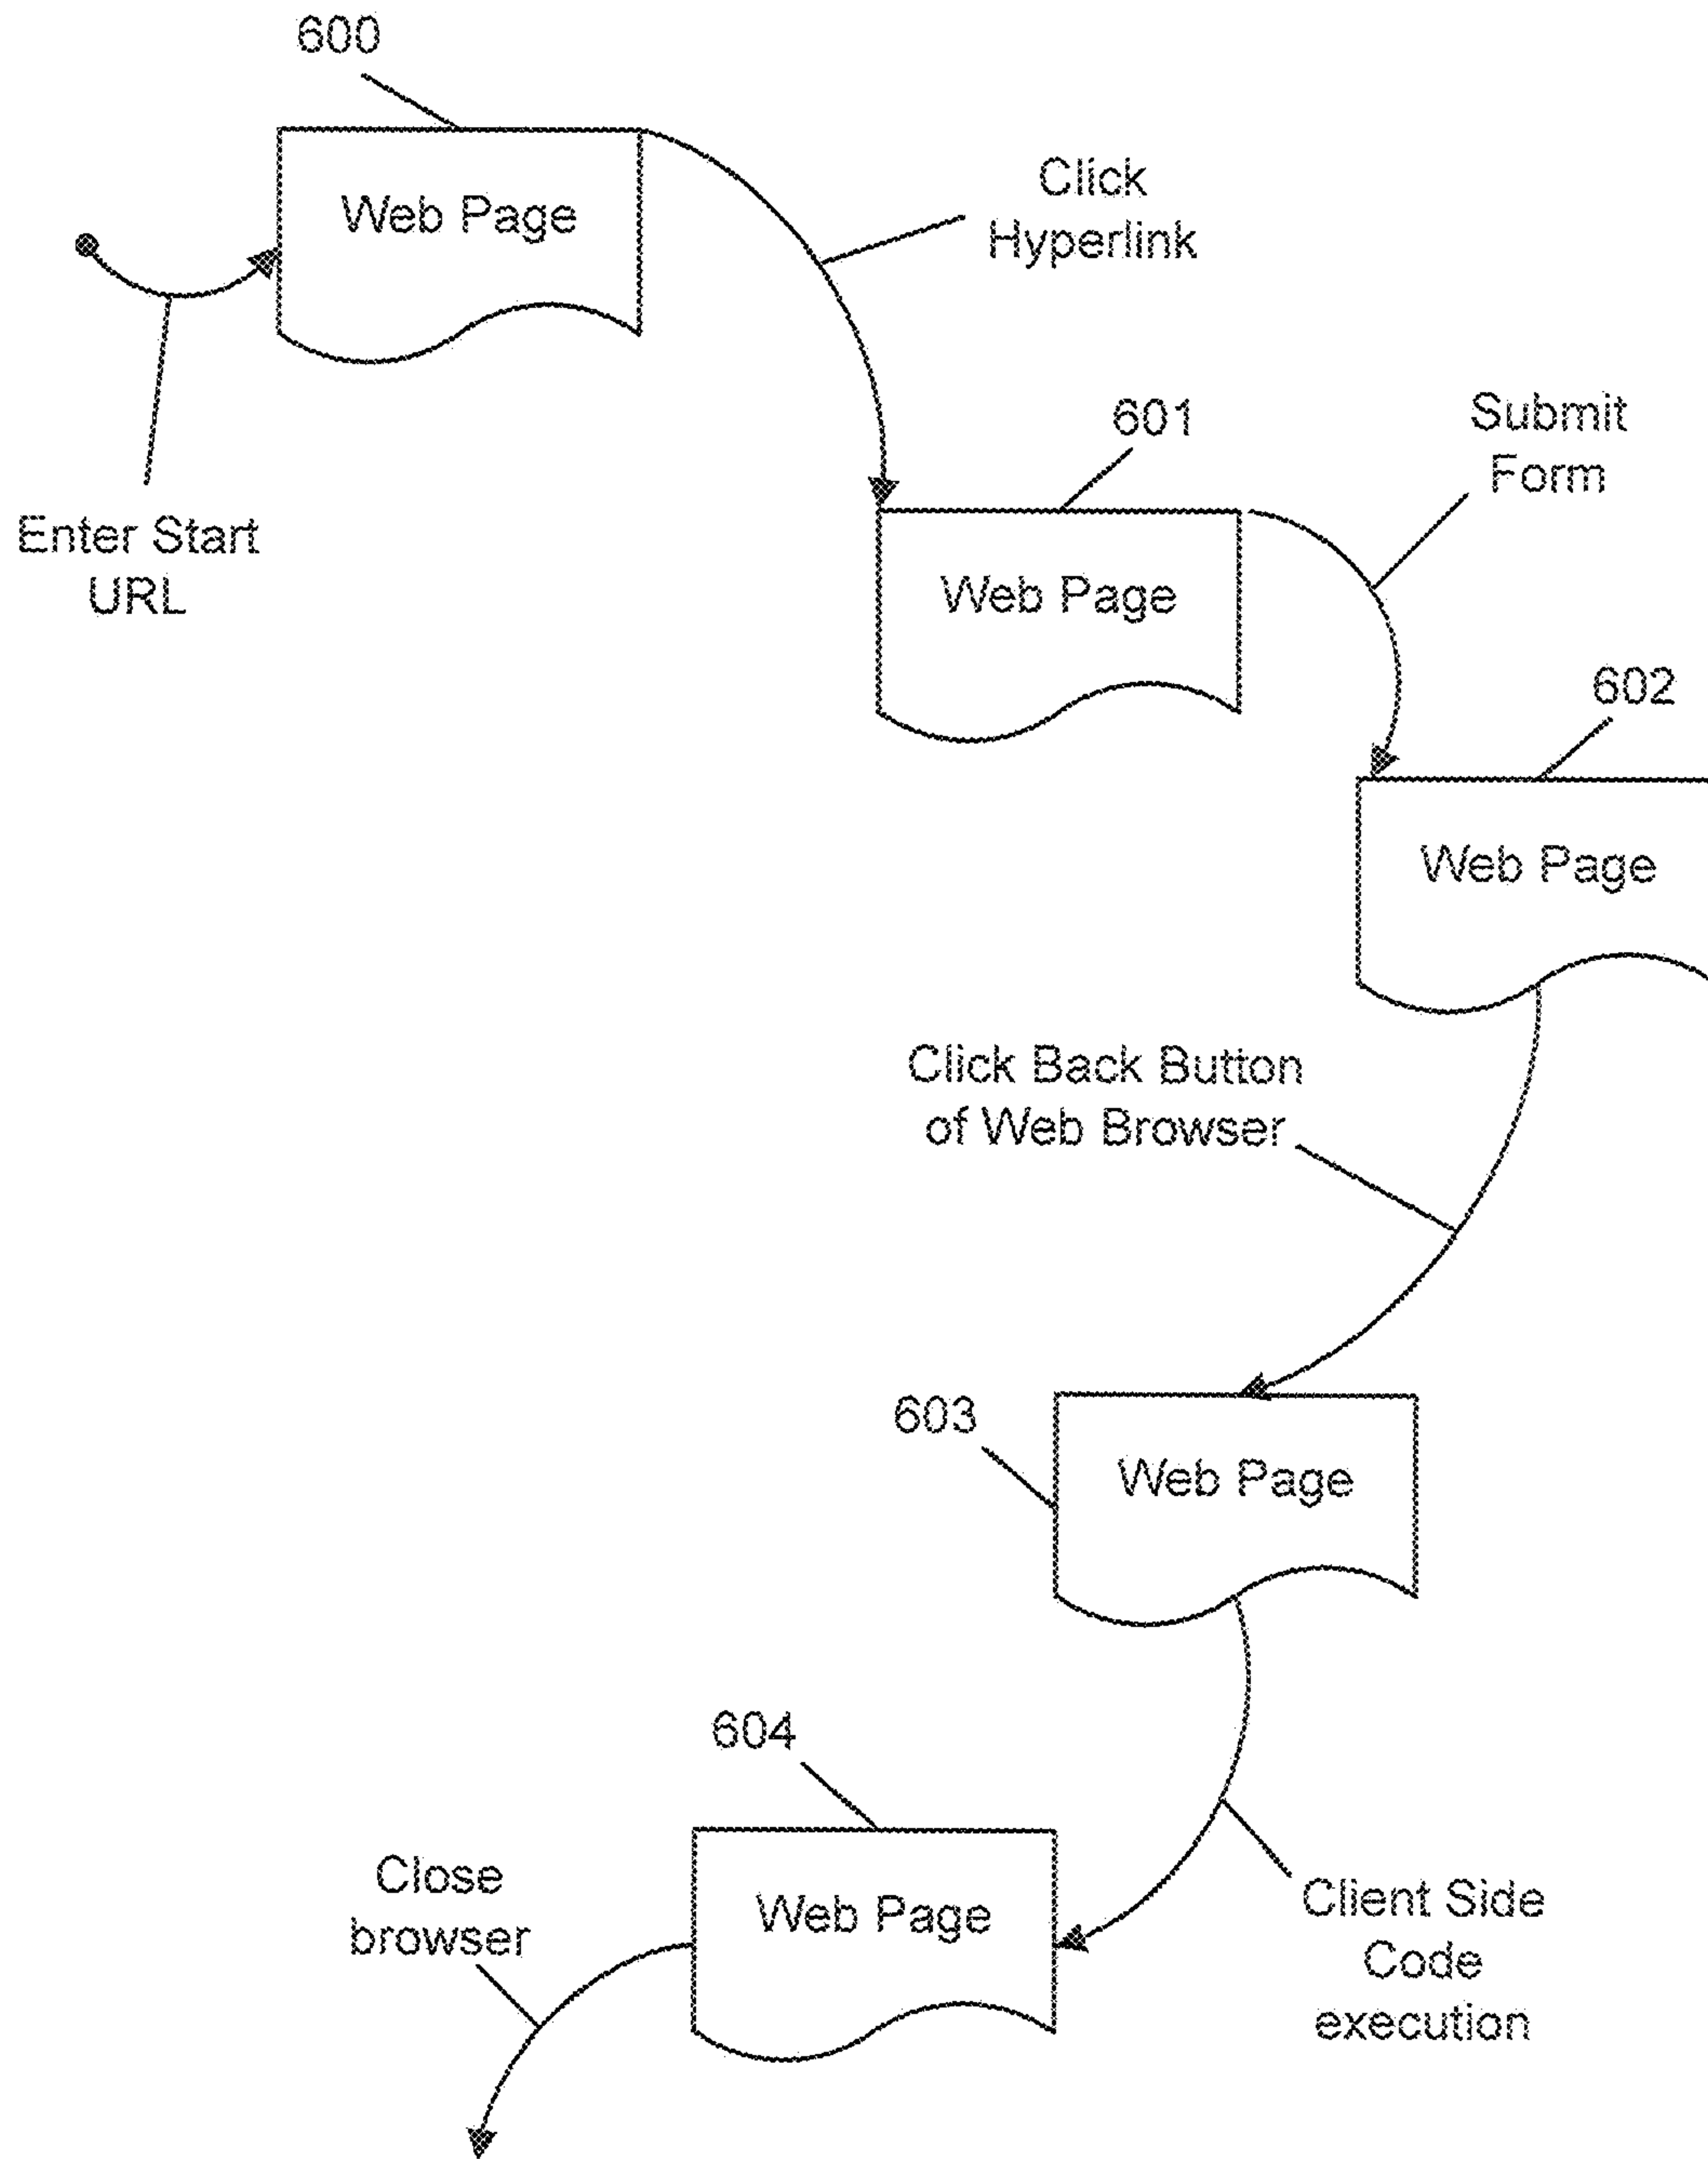 600
Web Page
Click
Hyperlink
Enter Start
URL
601
Web Page
Submit
Form
602
Web Page
Click Back Button
of Web Browser
603
Web Page
604
Web Page
Close
browser
Client Side
Code
execution